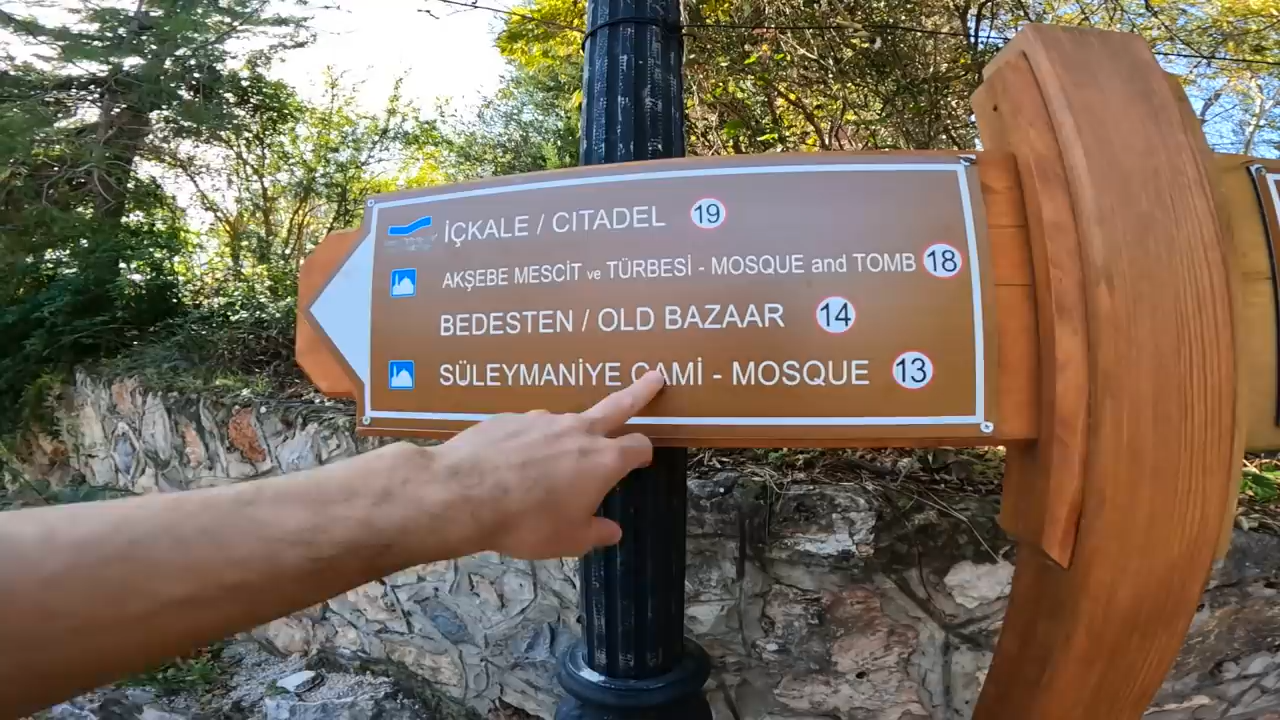 İÇKALE / CITADEL 19
AKŞEBE MESCİT ve TÜRBESİ - MOSQUE and TOMB 18
BEDESTEN / OLD BAZAAR 14
SÜLEYMANİYE CAMİ - MOSQUE 13